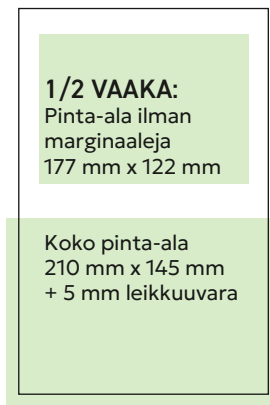 1/2 VAAKA:
Pinta-ala ilman
marginaaleja
177 mm x 122 mm
Koko pinta-ala
210 mm x 145 mm
+ 5 mm leikkuuvara